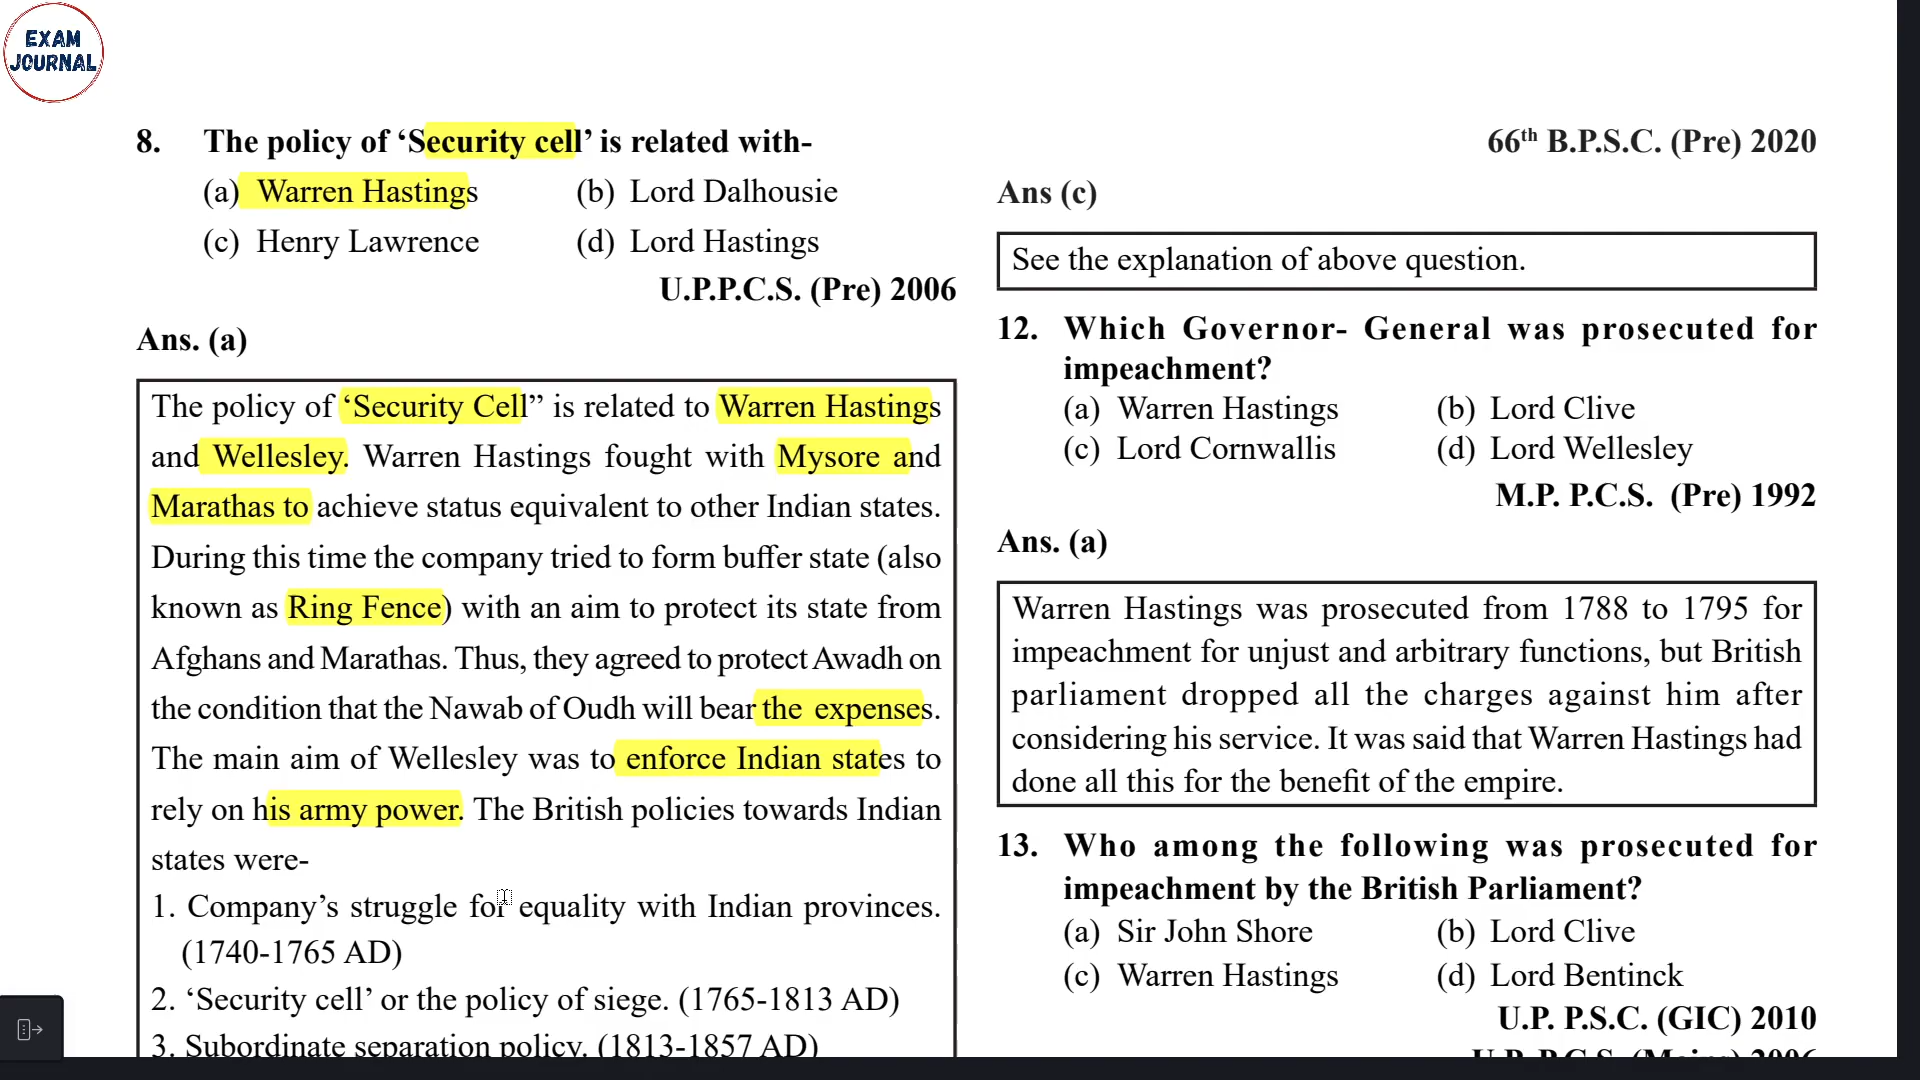 EXAM
JOURNAL
8. The policy of ‘Security cell’ is related with-
(a) Warren Hastings (b) Lord Dalhousie
(c) Henry Lawrence (d) Lord Hastings
U.P.P.C.S. (Pre) 2006
Ans. (a)
The policy of ‘Security Cell” is related to Warren Hastings
and Wellesley. Warren Hastings fought with Mysore and
Marathas to achieve status equivalent to other Indian states.
During this time the company tried to form buffer state (also
known as Ring Fence) with an aim to protect its state from
Afghans and Marathas. Thus, they agreed to protect Awadh on
the condition that the Nawab of Oudh will bear the expenses.
The main aim of Wellesley was to enforce Indian states to
rely on his army power. The British policies towards Indian
states were-
1. Company’s struggle for equality with Indian provinces.
(1740-1765 AD)
2. ‘Security cell’ or the policy of siege. (1765-1813 AD)
3. Subordinate separation policy. (1813-1857 AD)
66th B.P.S.C. (Pre) 2020
Ans (c)
See the explanation of above question.
12. Which Governor- General was prosecuted for
impeachment?
(a) Warren Hastings (b) Lord Clive
(c) Lord Cornwallis (d) Lord Wellesley
M.P. P.C.S. (Pre) 1992
Ans. (a)
Warren Hastings was prosecuted from 1788 to 1795 for
impeachment for unjust and arbitrary functions, but British
parliament dropped all the charges against him after
considering his service. It was said that Warren Hastings had
done all this for the benefit of the empire.
13. Who among the following was prosecuted for
impeachment by the British Parliament?
(a) Sir John Shore (b) Lord Clive
(c) Warren Hastings (d) Lord Bentinck
U.P. P.S.C. (GIC) 2010
U.P. P.C.S. (Mains) 2006